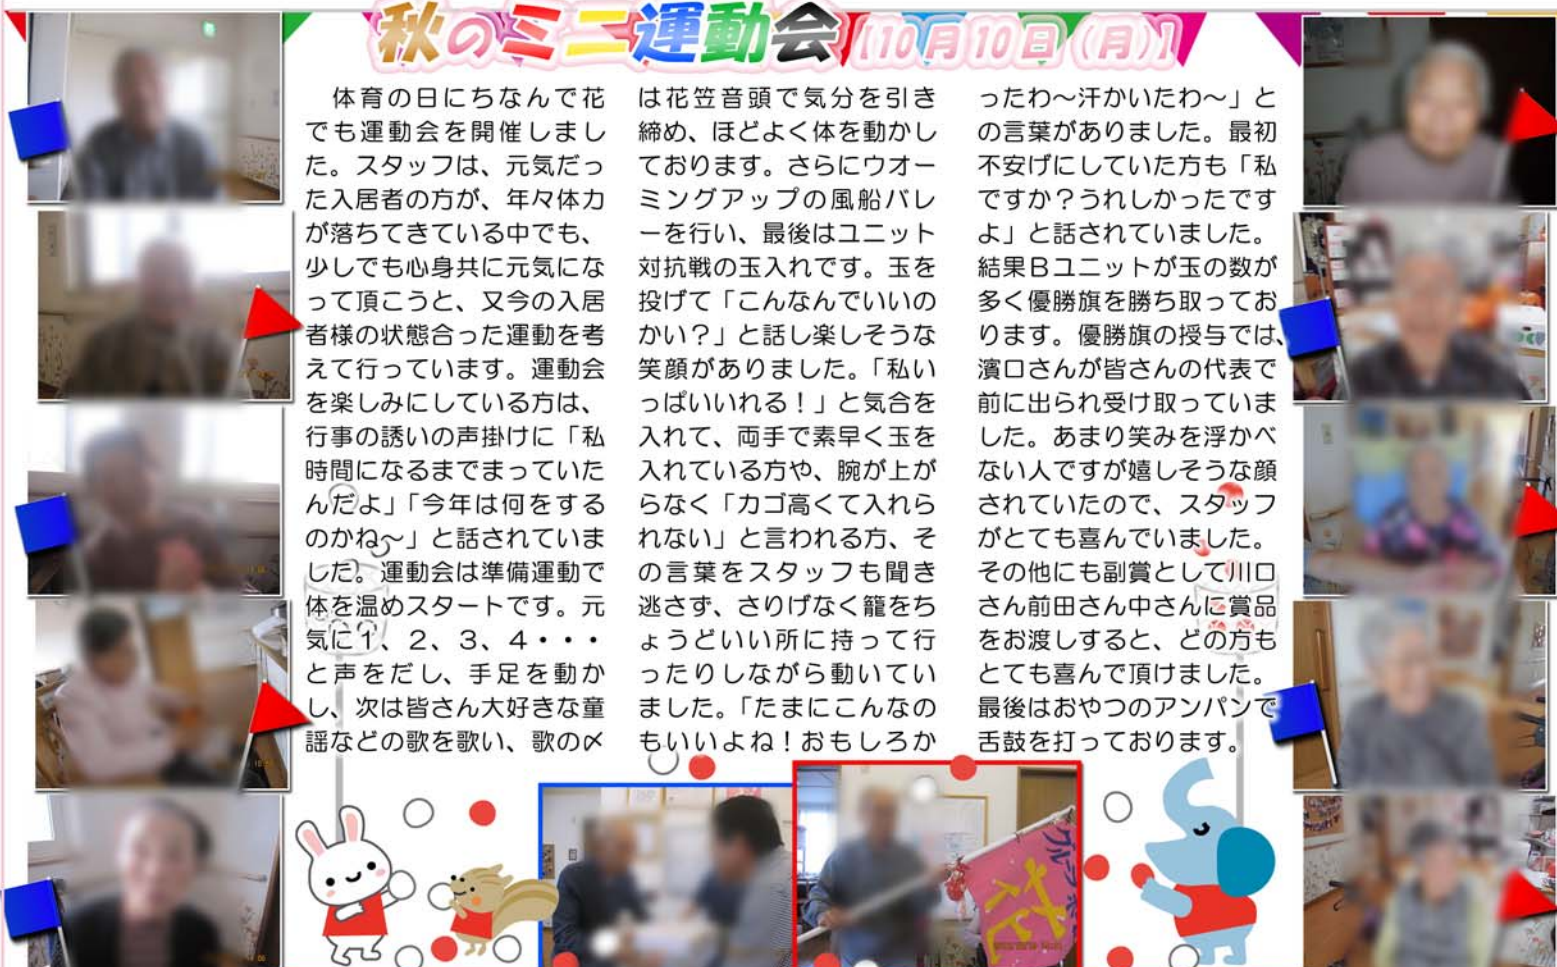 秋のミニ運動会【10月10日(月)】
　体育の日にちなんで花
でも運動会を開催しまし
た。スタッフは、元気だっ
た入居者の方が、年々体力
が落ちてきている中でも、
少しでも心身共に元気にな
って頂こうと、又今の入居
者様の状態合った運動を考
えて行っています。運動会
を楽しみにしている方は、
行事の誘いの声掛けに「私
時間になるまでまっていた
んだよ」「今年は何をする
のかね〜」と話されていま
した。運動会は準備運動で
体を温めスタートです。元
気に1、2、3、4・・・
と声をだし、手足を動か
し、次は皆さん大好きな童
謡などの歌を歌い、歌の〆
は花笠音頭で気分を引き
締め、ほどよく体を動かし
ております。さらにウオー
ミングアップの風船バレ
ーを行い、最後はユニット
対抗戦の玉入れです。玉を
投げて「こんなんでいいの
かい?」と話し楽しそうな
笑顔がありました。「私い
っぱいいれる!」と気合を
入れて、両手で素早く玉を
入れている方や、腕が上が
らなく「カゴ高くて入れら
れない」と言われる方、そ
の言葉をスタッフも聞き
逃さず、さりげなく籠をち
ょうどいい所に持って行
ったりしながら動いてい
ました。「たまにこんなの
もいいよね!おもしろか
ったわ〜汗かいたわ〜」と
の言葉がありました。最初
不安げにしていた方も「私
ですか?うれしかったです
よ」と話されていました。
結果Bユニットが玉の数が
多く優勝旗を勝ち取ってお
ります。優勝旗の授与では、
濱口さんが皆さんの代表で
前に出られ受け取っていま
した。あまり笑みを浮かべ
ない人ですが嬉しそうな顔
されていたので、スタッフ
がとても喜んでいました。
その他にも副賞として川口
さん前田さん中さんに賞品
をお渡しすると、どの方も
とても喜んで頂けました。
最後はおやつのアンパンで
舌鼓を打っております。